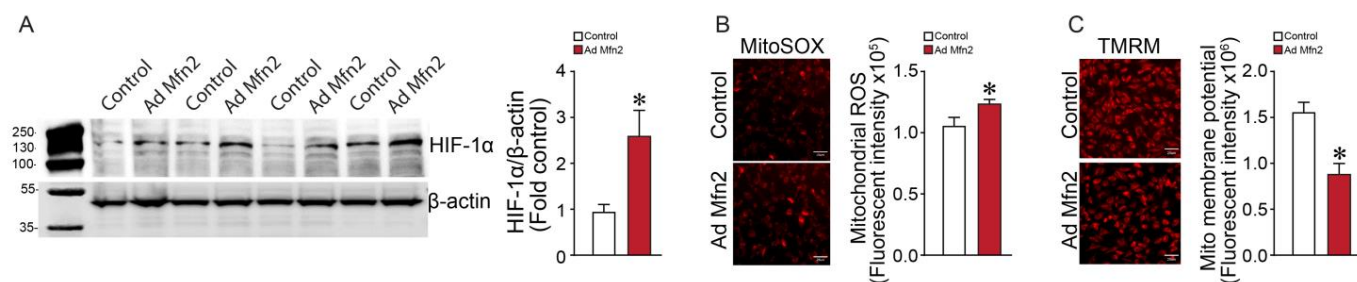 A
Control
Ad Mfn2
Control
Ad Mfn2
Control
Ad Mfn2
Control
Ad Mfn2
250-
130-
100-
55-
35-
HIF-1α
β-actin
Control
Ad Mfn2
HIF-1α/β-actin
(Fold control)
4
3
2
1
0
*
B
MitoSOX
Control
Ad Mfn2
Control
Ad Mfn2
Mitochondrial ROS
(Fluorescent intensity x10⁵)
1.5
1.0
0.5
0.0
*
C
TMRM
Control
Ad Mfn2
Control
Ad Mfn2
Mito membrane potential
(Fluorescent intensity x10⁶)
2.0
1.5
1.0
0.5
0.0
*